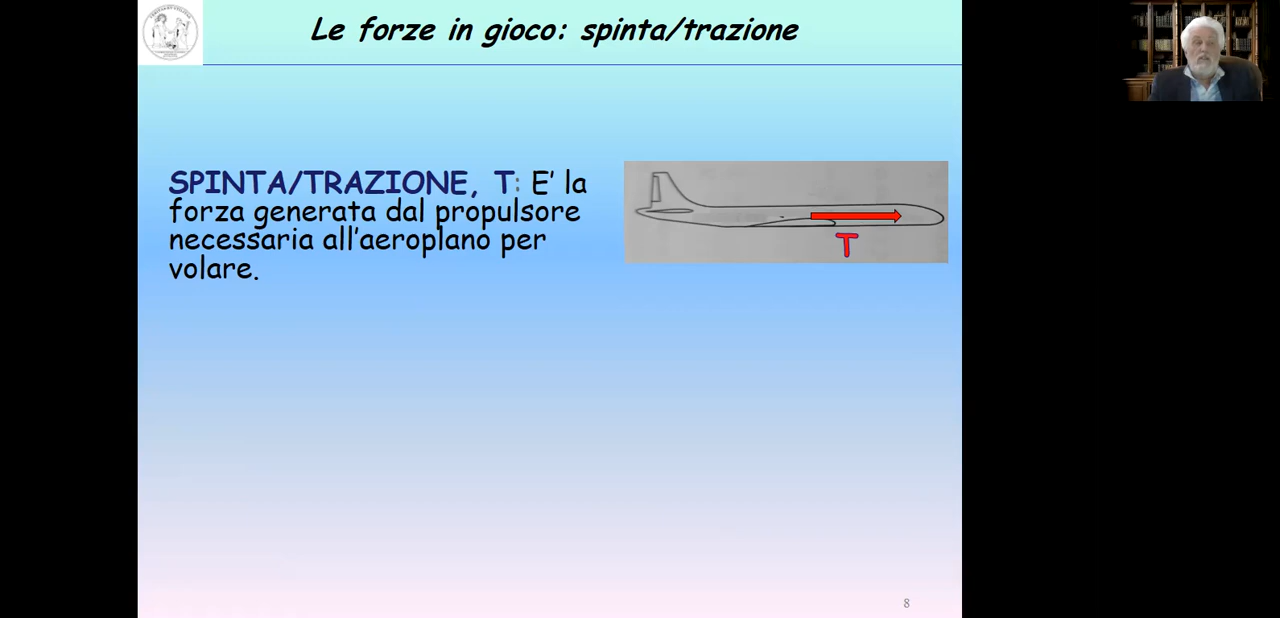 Le forze in gioco: spinta/trazione
SPINTA/TRAZIONE, T: E' la
forza generata dal propulsore
necessaria all'aeroplano per
volare.
T
8